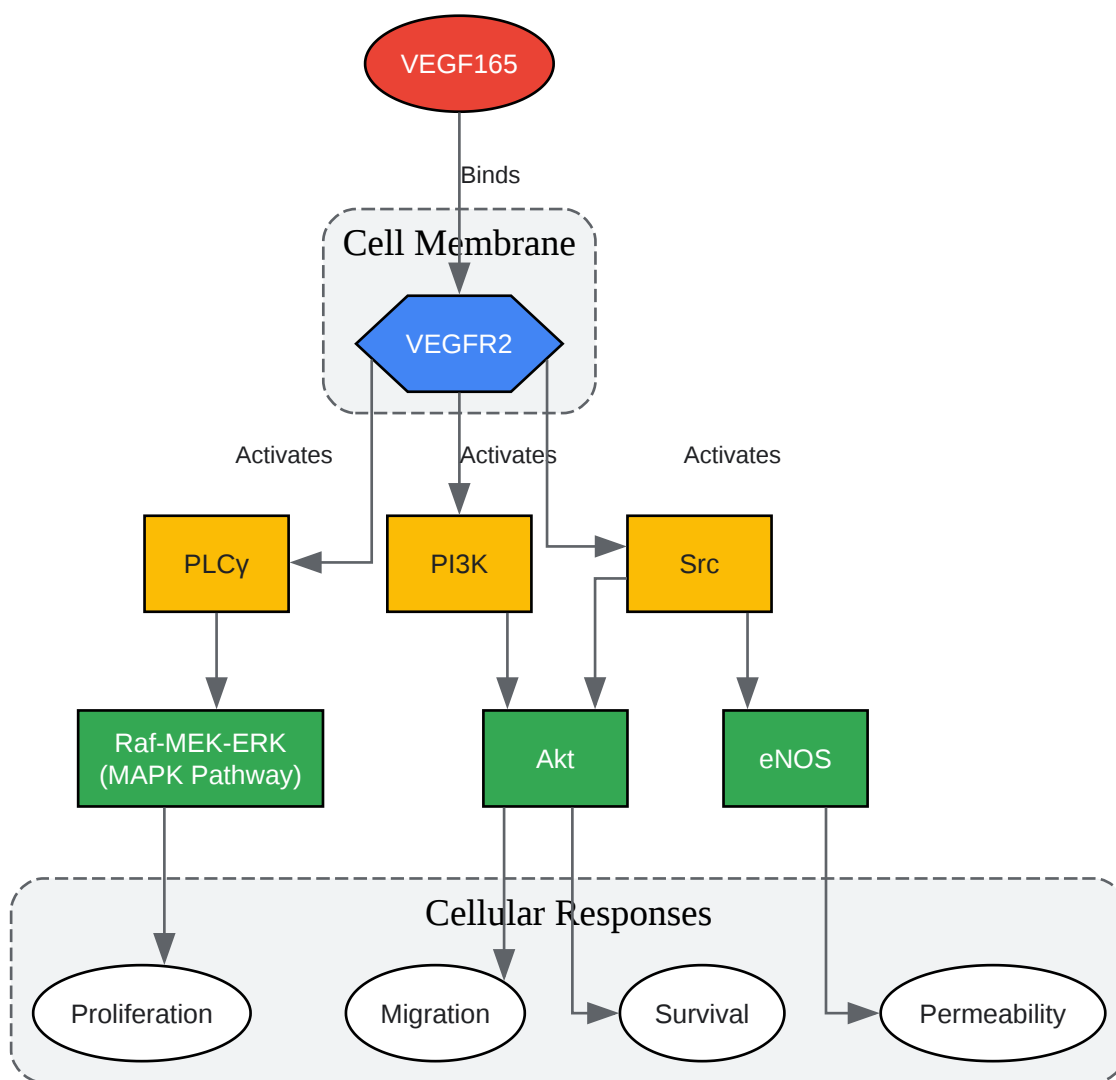 VEGF165
Binds
Cell Membrane
VEGFR2
Activates
Activates
Activates
PLCγ
PI3K
Src
Raf-MEK-ERK
(MAPK Pathway)
Akt
eNOS
Cellular Responses
Proliferation
Migration
Survival
Permeability